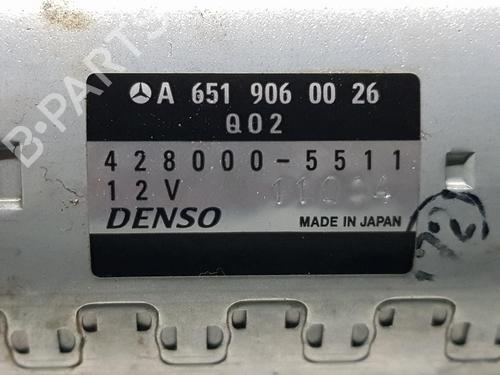 A 651 906 00 26
Q02
428000-5511
12V
DENSO MADE IN JAPAN
B-PARTS